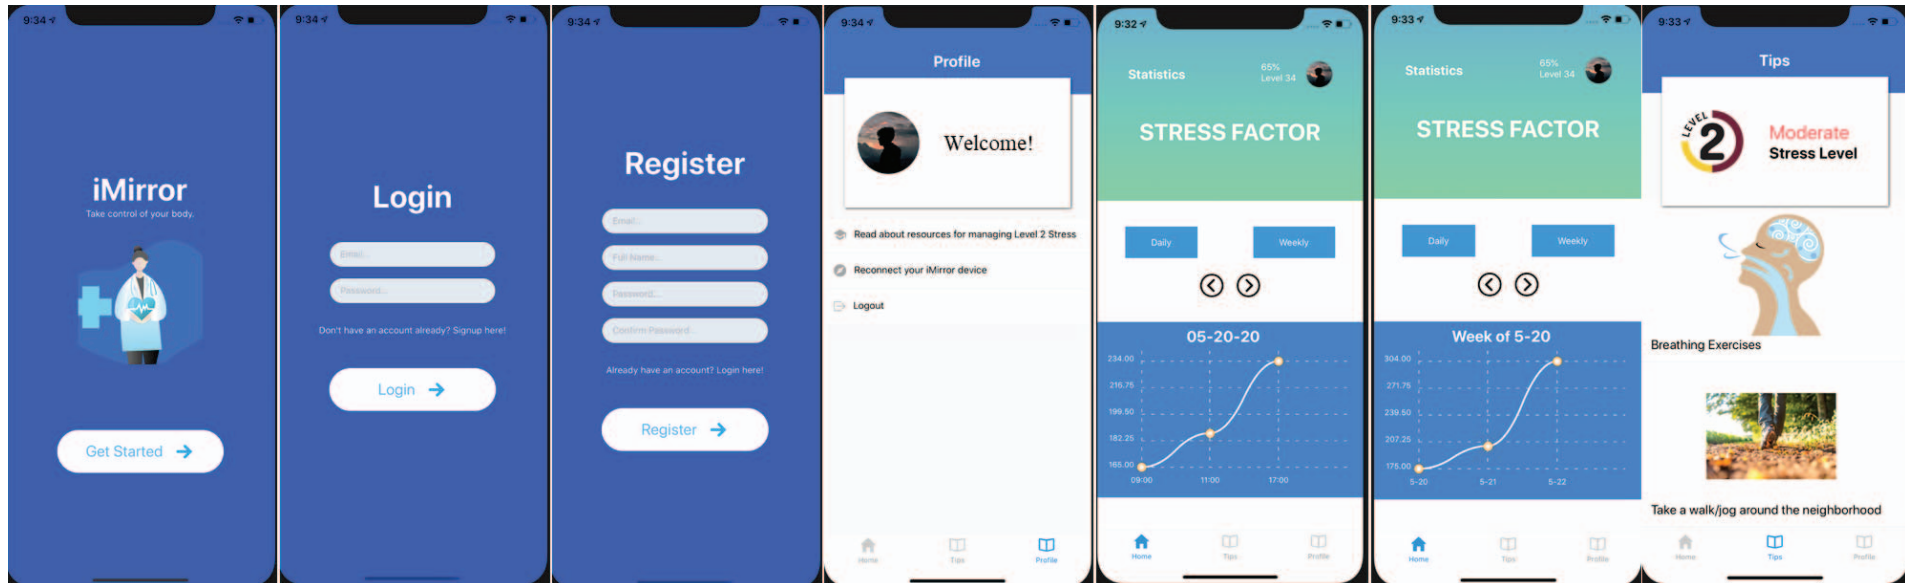 9:34
iMirror
Take control of your body.
Get Started
9:34
Login
Email...
Password...
Don't have an account already? Signup here!
Login
9:34
Register
Email...
Full Name...
Password...
Confirm Password...
Already have an account? Login here!
Register
9:34
Profile
Welcome!
Read about resources for managing Level 2 Stress
Reconnect your iMirror device
Logout
Home
Tips
Profile
9:32
Statistics
65%
Level 34
STRESS FACTOR
Daily
Weekly
05-20-20
234.00
216.75
199.50
182.25
165.00
09:00
11:00
17:00
Home
Tips
Profile
9:33
Statistics
65%
Level 34
STRESS FACTOR
Daily
Weekly
Week of 5-20
304.00
271.75
239.50
207.25
175.00
5-20
5-21
5-22
Home
Tips
Profile
9:33
Tips
LEVEL
2
Moderate
Stress Level
Breathing Exercises
Take a walk/jog around the neighborhood
Home
Tips
Profile